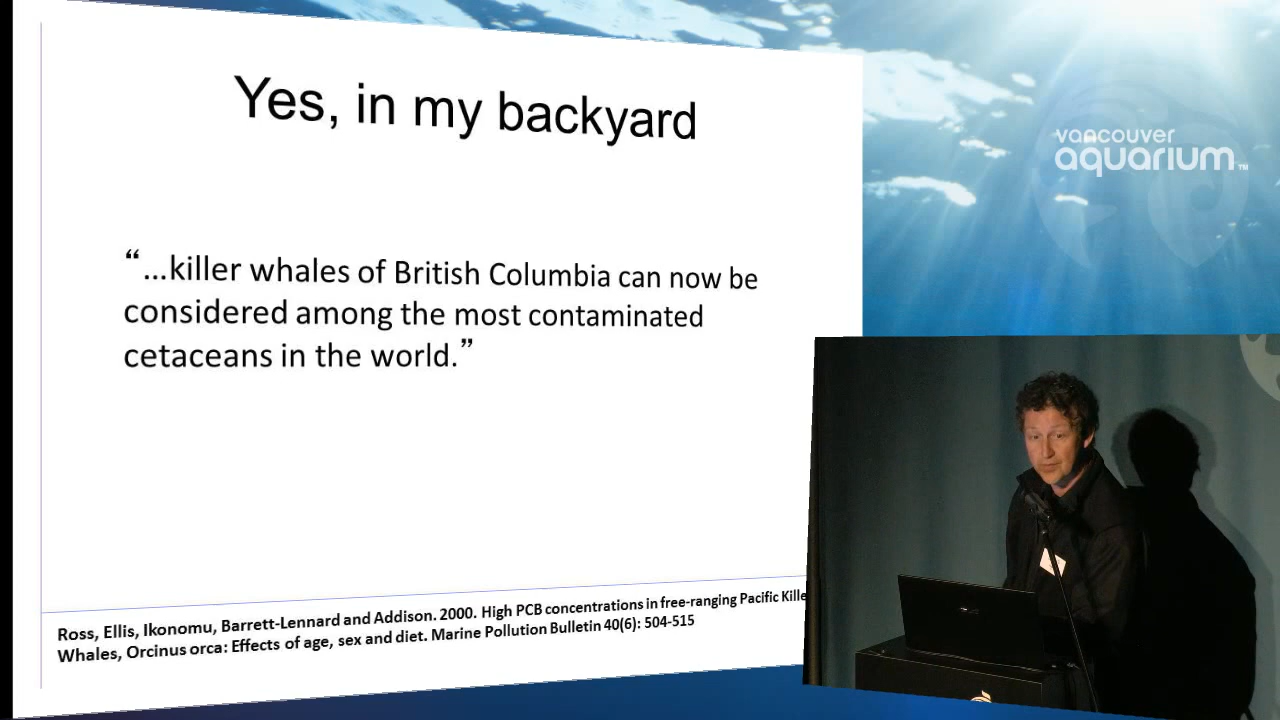 Yes, in my backyard
vancouver
aquarium™
“...killer whales of British Columbia can now be
considered among the most contaminated
cetaceans in the world.”
Ross, Ellis, Ikonomu, Barrett-Lennard and Addison. 2000. High PCB concentrations in free-ranging Pacific Kille
Whales, Orcinus orca: Effects of age, sex and diet. Marine Pollution Bulletin 40(6): 504-515